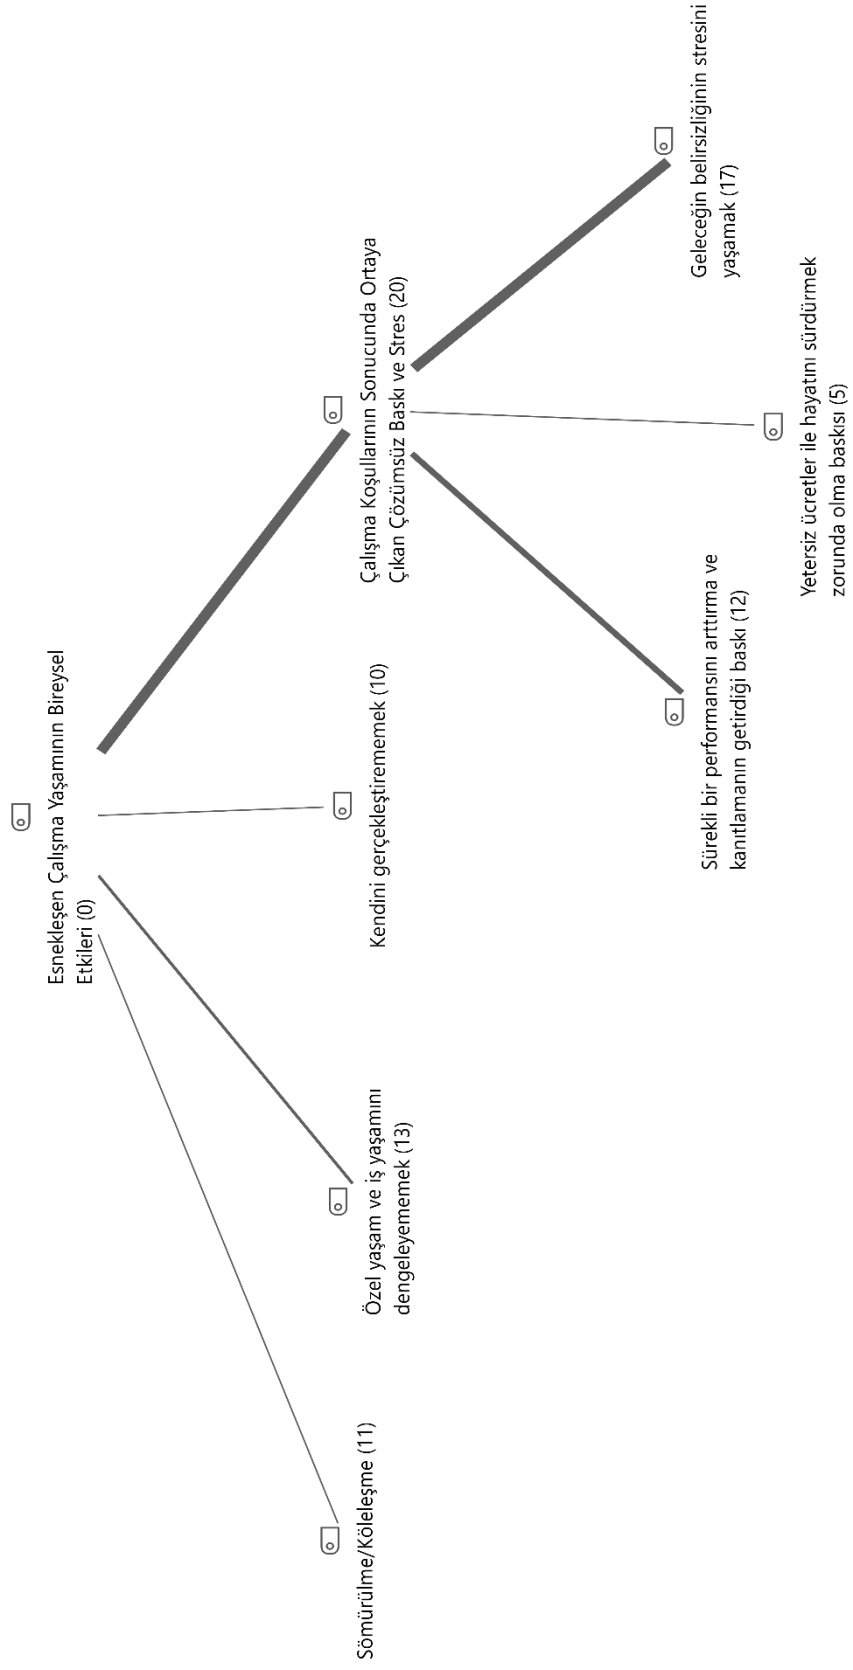 Esnekleşen Çalışma Yaşamının Bireysel
Etkileri (0)
Sömürülme/Köleleşme (11)
Özel yaşam ve iş yaşamını
dengeleyememek (13)
Kendini gerçekleştirememek (10)
Çalışma Koşullarının Sonucunda Ortaya
Çıkan Çözümsüz Baskı ve Stres (20)
Sürekli bir performansını arttırma ve
kanıtlamanın getirdiği baskı (12)
Yetersiz ücretler ile hayatını sürdürmek
zorunda olma baskısı (5)
Geleceğin belirsizliğinin stresini
yaşamak (17)